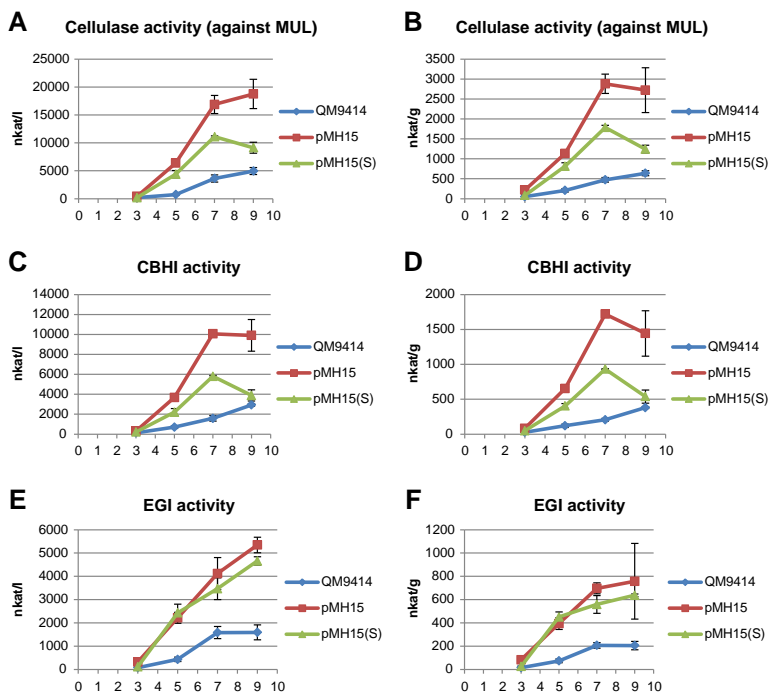 A
Cellulase activity (against MUL)
nkat/l
25000
20000
15000
10000
5000
0
0 1 2 3 4 5 6 7 8 9 10
QM9414
pMH15
pMH15(S)
B
Cellulase activity (against MUL)
nkat/g
3500
3000
2500
2000
1500
1000
500
0
0 1 2 3 4 5 6 7 8 9 10
QM9414
pMH15
pMH15(S)
C
CBHI activity
nkat/l
14000
12000
10000
8000
6000
4000
2000
0
0 1 2 3 4 5 6 7 8 9 10
QM9414
pMH15
pMH15(S)
D
CBHI activity
nkat/g
2000
1500
1000
500
0
0 1 2 3 4 5 6 7 8 9 10
QM9414
pMH15
pMH15(S)
E
EGI activity
nkat/l
6000
5000
4000
3000
2000
1000
0
0 1 2 3 4 5 6 7 8 9 10
QM9414
pMH15
pMH15(S)
F
EGI activity
nkat/g
1200
1000
800
600
400
200
0
0 1 2 3 4 5 6 7 8 9 10
QM9414
pMH15
pMH15(S)